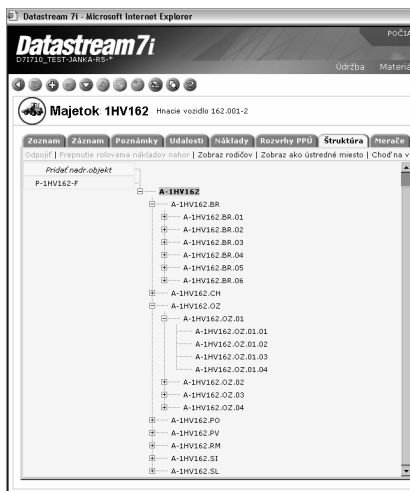 Datastream 7i - Microsoft Internet Explorer
Datastream 7i
POČIA
D7I710_TEST-JANKA-R5-*
Údržba Materiá
Majetok: 1HV162 Hnacie vozidlo 162.001-2
Zoznam Záznam Poznámky Udalosti Náklady Rozvrhy PPÚ Štruktúra Merače
Odpojiť | Prepnutie rolovania nákladov nahor | Zobraz rodičov | Zobraz ako ústredné miesto | Choď na v
Pridať nadr.objekt
P-1HV162-F
A-1HV162
A-1HV162.BR
A-1HV162.BR.01
A-1HV162.BR.02
A-1HV162.BR.03
A-1HV162.BR.04
A-1HV162.BR.05
A-1HV162.BR.06
A-1HV162.CH
A-1HV162.OZ
A-1HV162.OZ.01
A-1HV162.OZ.01.01
A-1HV162.OZ.01.02
A-1HV162.OZ.01.03
A-1HV162.OZ.01.04
A-1HV162.OZ.02
A-1HV162.OZ.03
A-1HV162.OZ.04
A-1HV162.PO
A-1HV162.PV
A-1HV162.RM
A-1HV162.SI
A-1HV162.SL